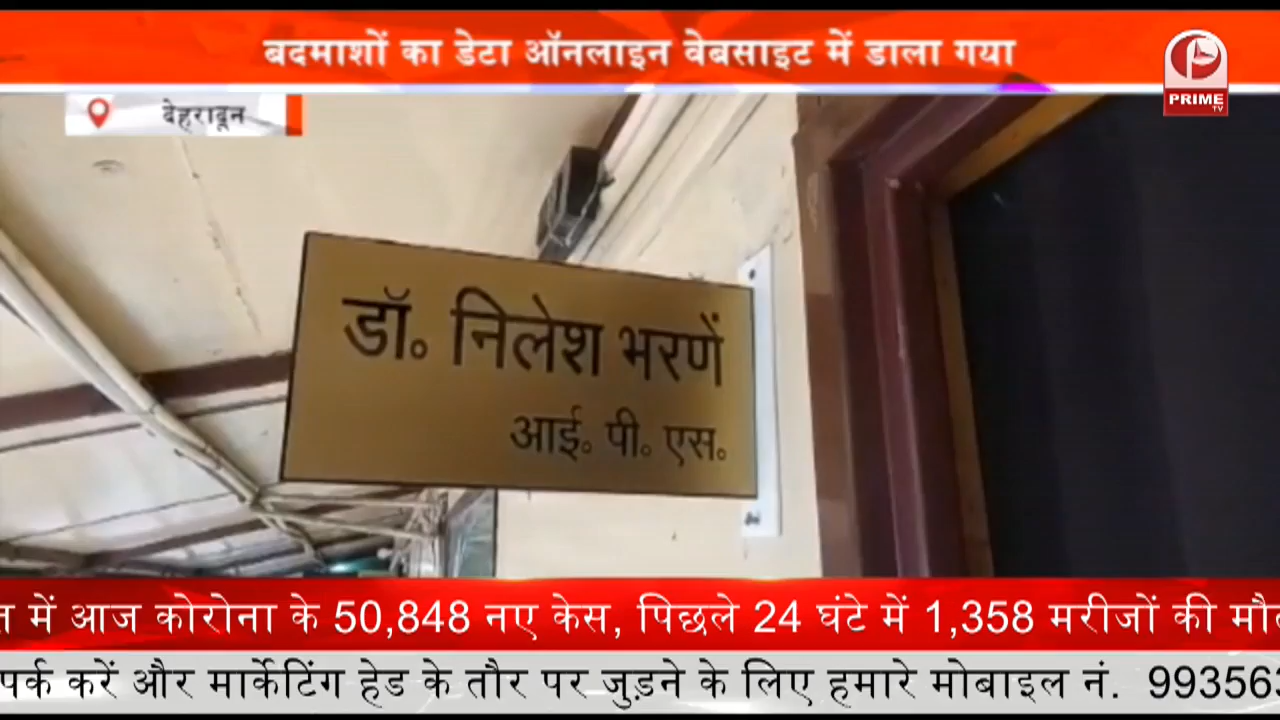 बदमाशों का डेटा ऑनलाइन वेबसाइट में डाला गया
PRIME
TV
देहरादून
डॉ. निलेश भरणें
आई. पी. एस.
में आज कोरोना के 50,848 नए केस, पिछले 24 घंटे में 1,358 मरीजों की
करें और मार्केटिंग हेड के तौर पर जुड़ने के लिए हमारे मोबाइल नं. 99356